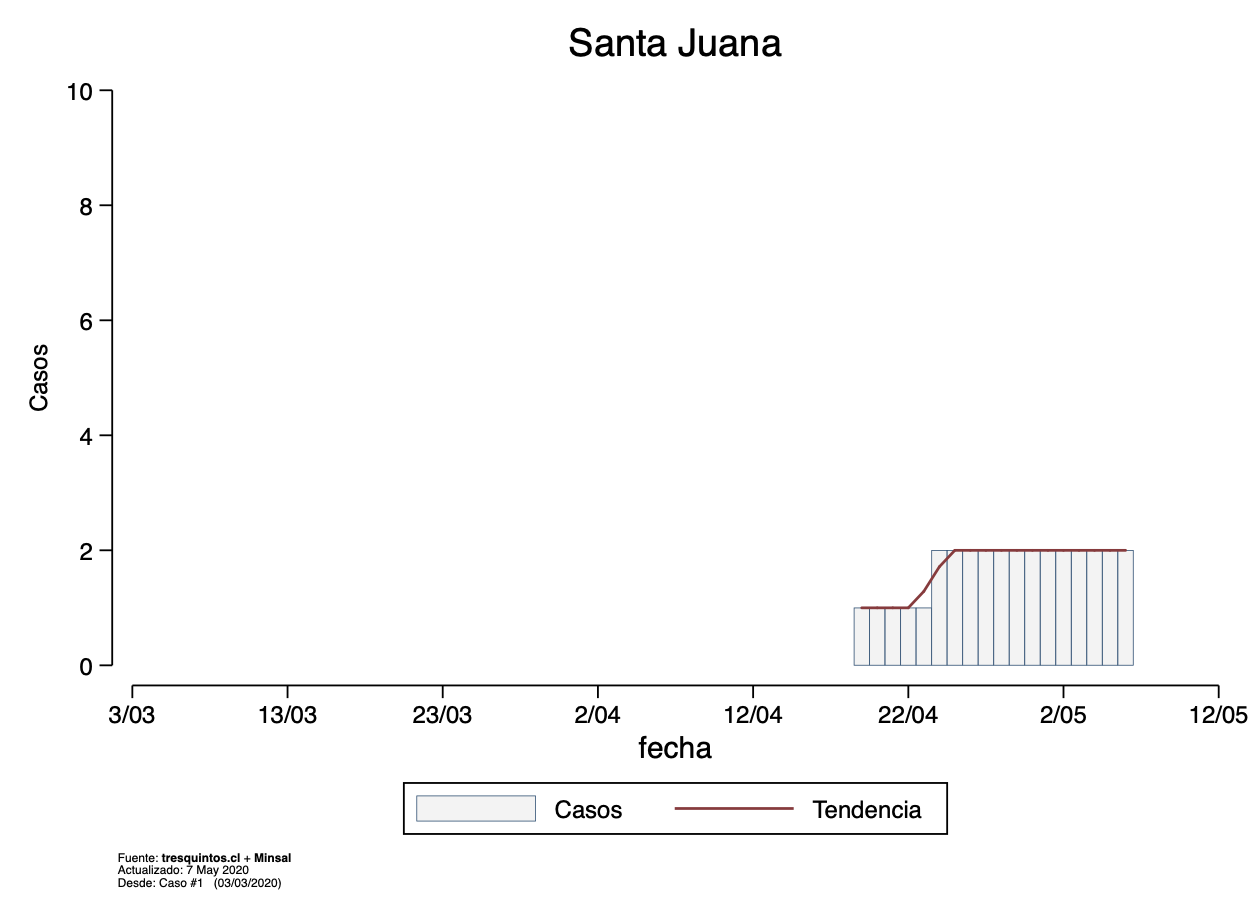 Santa Juana
10
8
6
4
2
0
Casos
3/03 13/03 23/03 2/04 12/04 22/04 2/05 12/05
fecha
Casos Tendencia
Fuente: tresquintos.cl + Minsal
Actualizado: 7 May 2020
Desde: Caso #1 (03/03/2020)